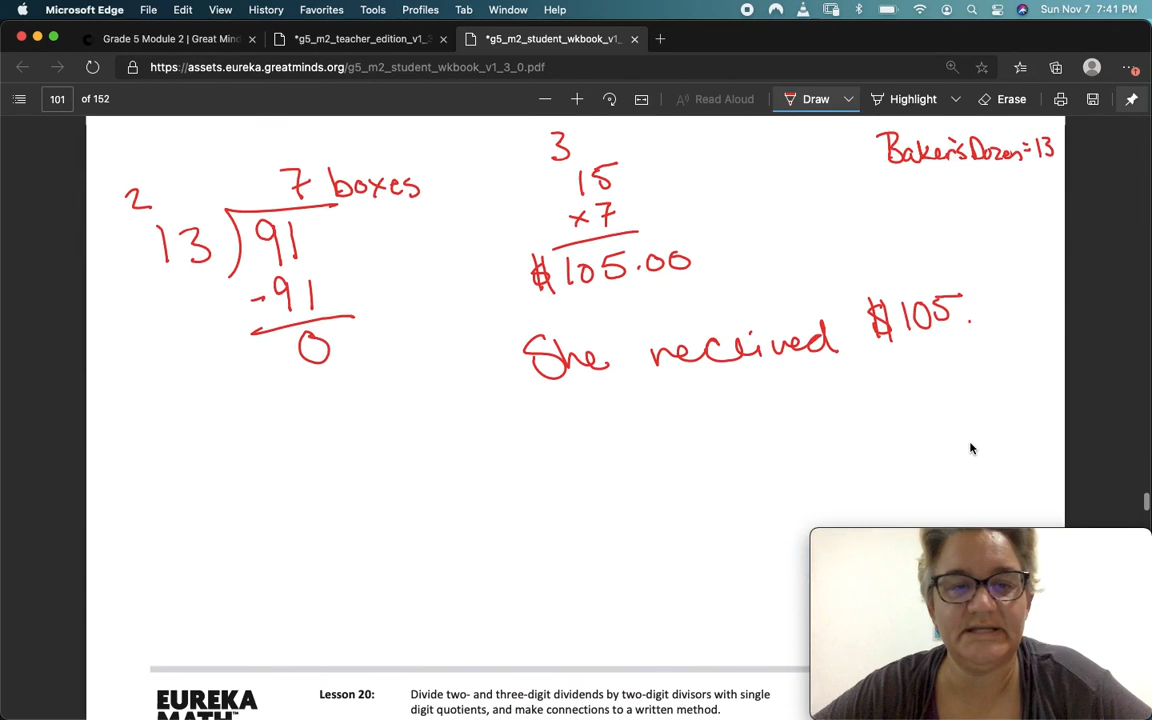 Microsoft Edge File Edit View History Favorites Tools Profiles Tab Window Help Sun Nov 7 7:41 PM
Grade 5 Module 2 | Great Mind
*g5_m2_teacher_edition_v1_3
*g5_m2_student_wkbook_v1_
https://assets.eureka.greatminds.org/g5_m2_student_wkbook_v1_3_0.pdf
101 of 152 Read Aloud Draw Highlight Erase
Baker's Dozen=13
2
7 boxes
13)91
-91
0
3
15
x7
$105.00
She received $105.
EUREKA
MATH
Lesson 20:
Divide two- and three-digit dividends by two-digit divisors with single
digit quotients, and make connections to a written method.